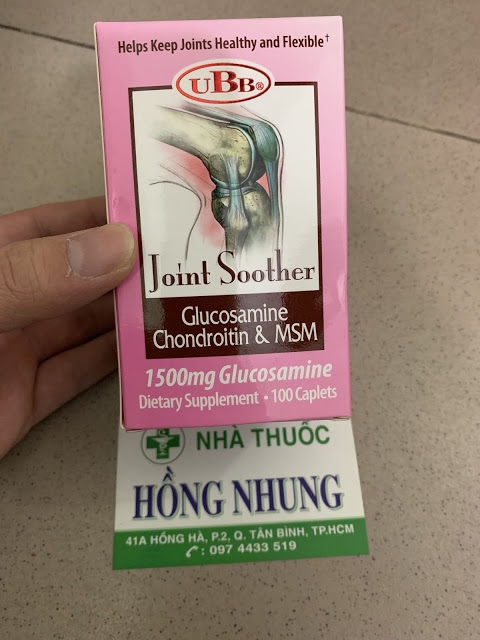 Helps Keep Joints Healthy and Flexible†
UBB®
Joint Soother
Glucosamine
Chondroitin & MSM
1500mg Glucosamine
Dietary Supplement • 100 Caplets
NHÀ THUỐC
HỒNG NHUNG
41A HỒNG HÀ, P.2, Q. TÂN BÌNH, TP.HCM
: 097 4433 519